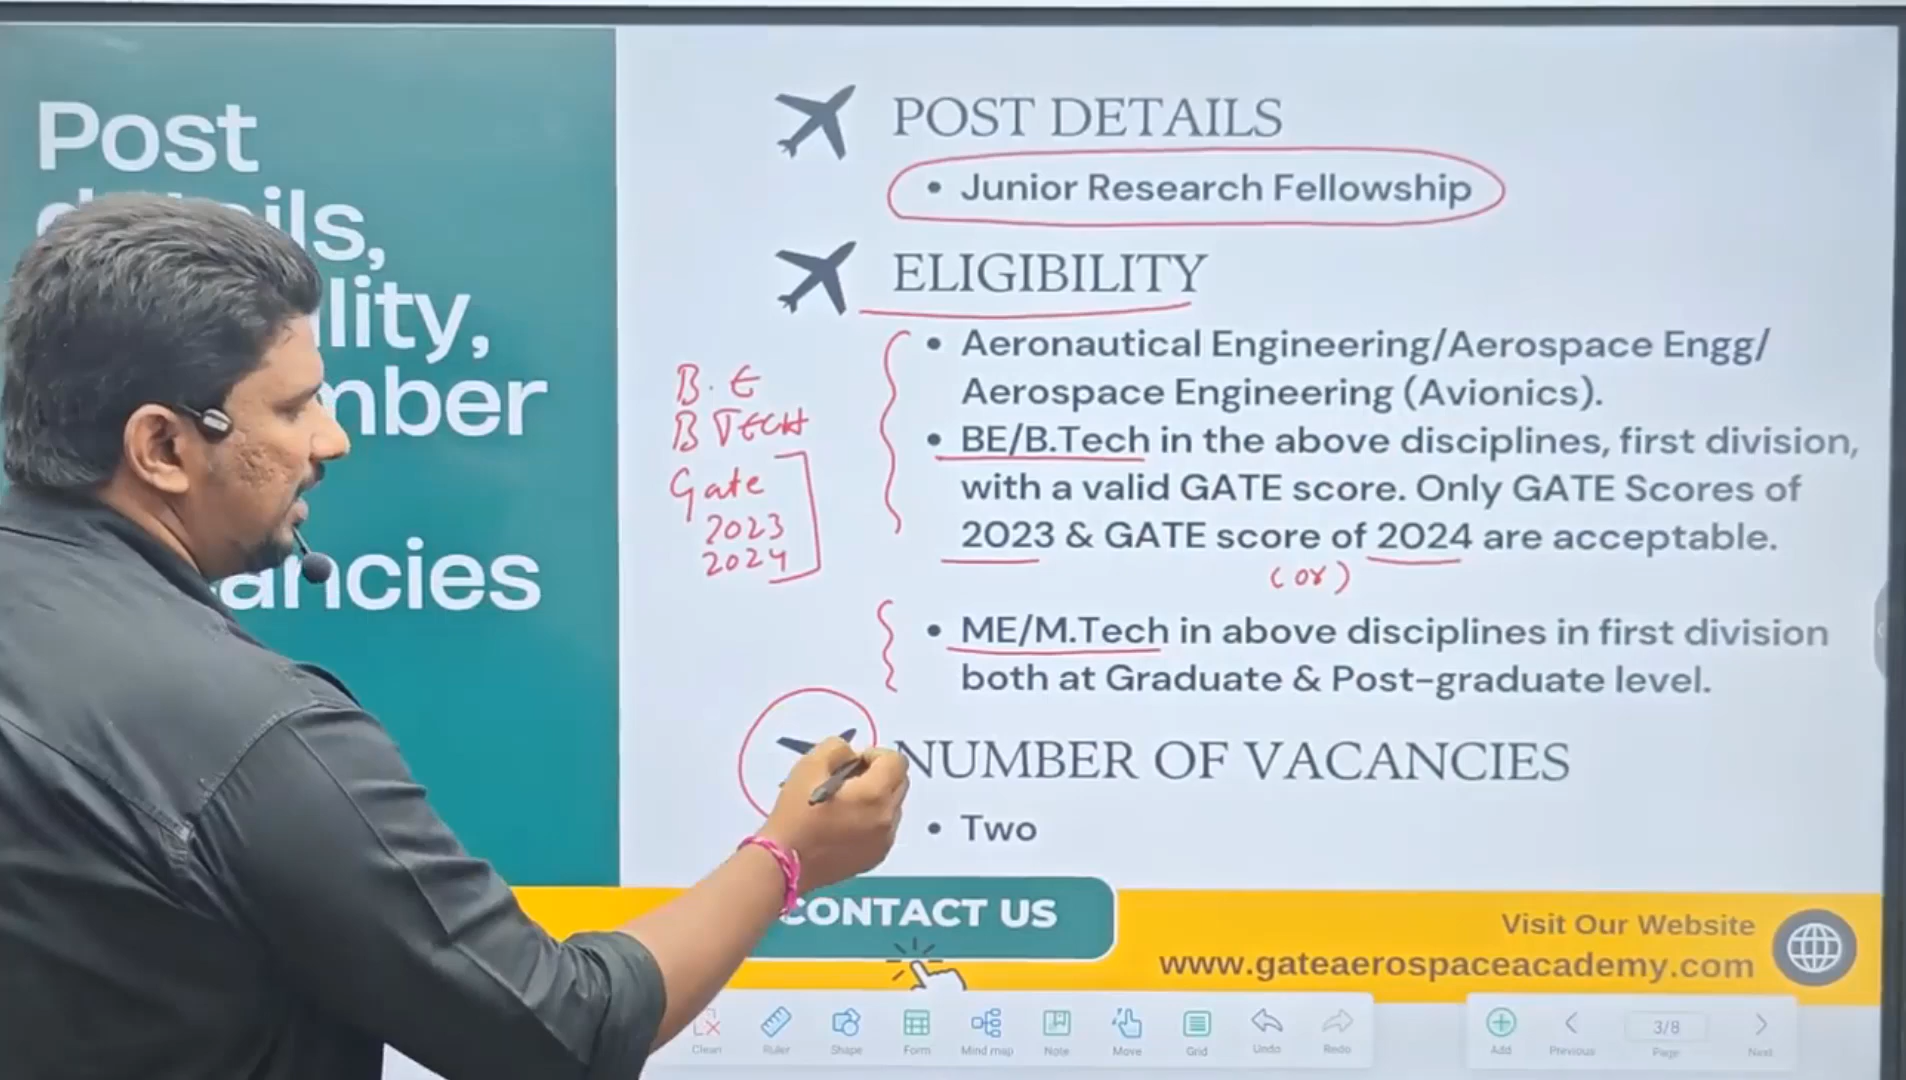 Post
ils,
lity,
mber
ancies
POST DETAILS
• Junior Research Fellowship
ELIGIBILITY
• Aeronautical Engineering/Aerospace Engg/
Aerospace Engineering (Avionics).
• BE/B.Tech in the above disciplines, first division,
with a valid GATE score. Only GATE Scores of
2023 & GATE score of 2024 are acceptable.
(or)
• ME/M.Tech in above disciplines in first division
both at Graduate & Post-graduate level.
B.E
B TECH
Gate
2023
2024
NUMBER OF VACANCIES
• Two
CONTACT US
Visit Our Website
www.gateaerospaceacademy.com
Clean Ruler Shape Form Mind map Note Move Grid Undo Redo Add Previous 3/8 Page Next